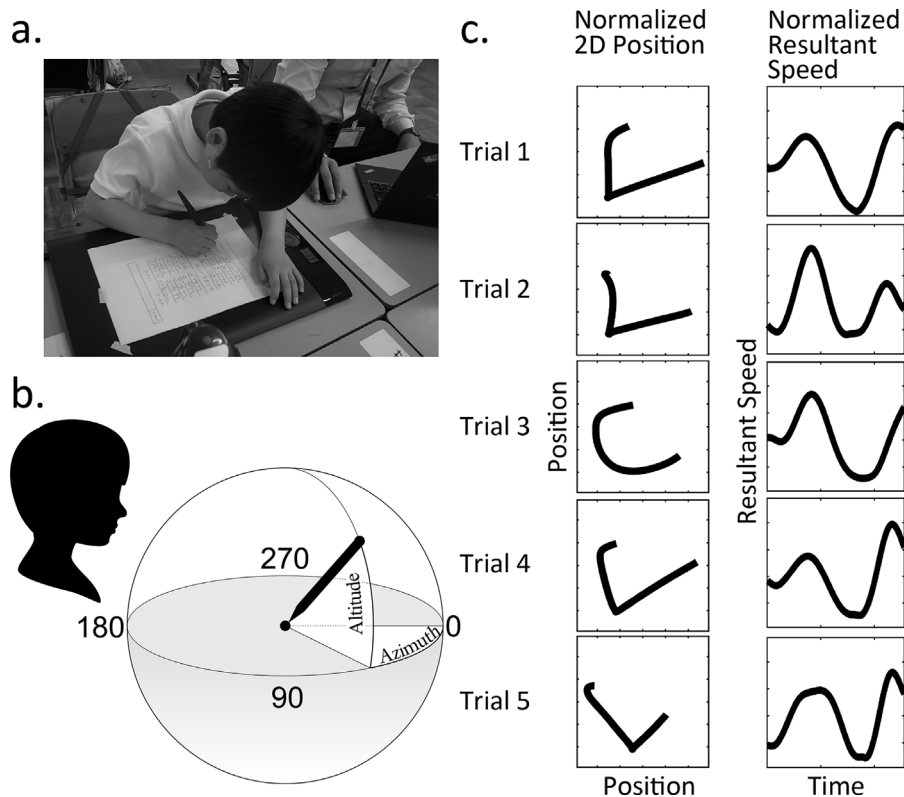 a.
b.
270
180
0
90
Altitude
Azimuth
c.
Normalized
2D Position
Normalized
Resultant
Speed
Trial 1
Trial 2
Trial 3
Trial 4
Trial 5
Position
Resultant Speed
Position
Time